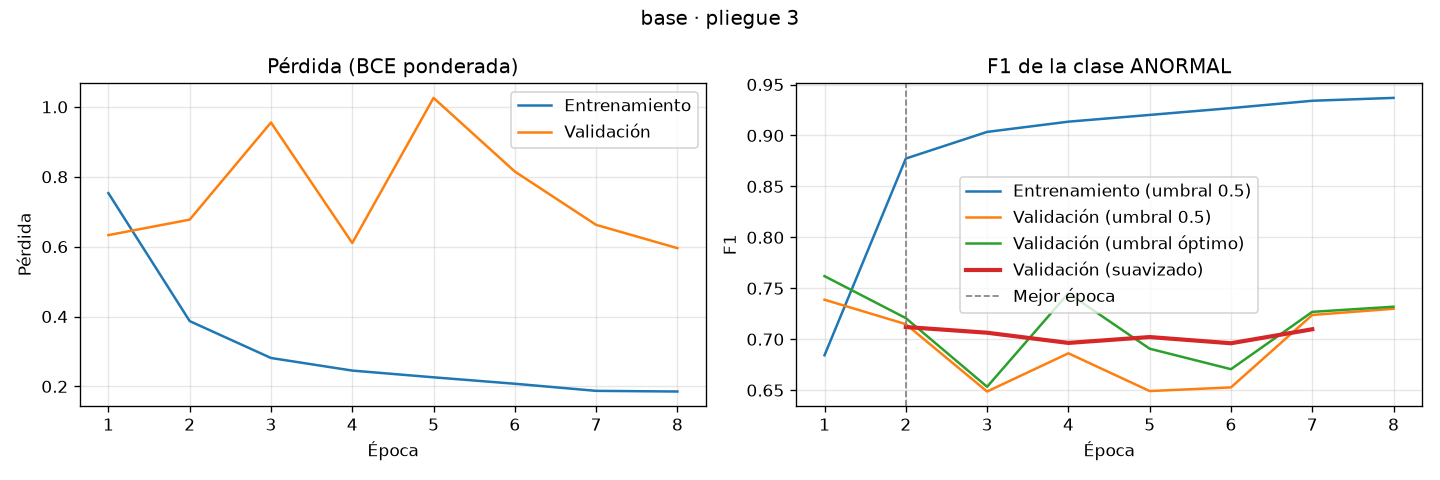 base · pliegue 3
Pérdida (BCE ponderada)
Pérdida
1.0
0.8
0.6
0.4
0.2
Entrenamiento
Validación
1 2 3 4 5 6 7 8
Época
F1 de la clase ANORMAL
F1
0.95
0.90
0.85
0.80
0.75
0.70
0.65
Entrenamiento (umbral 0.5)
Validación (umbral 0.5)
Validación (umbral óptimo)
Validación (suavizado)
Mejor época
1 2 3 4 5 6 7 8
Época